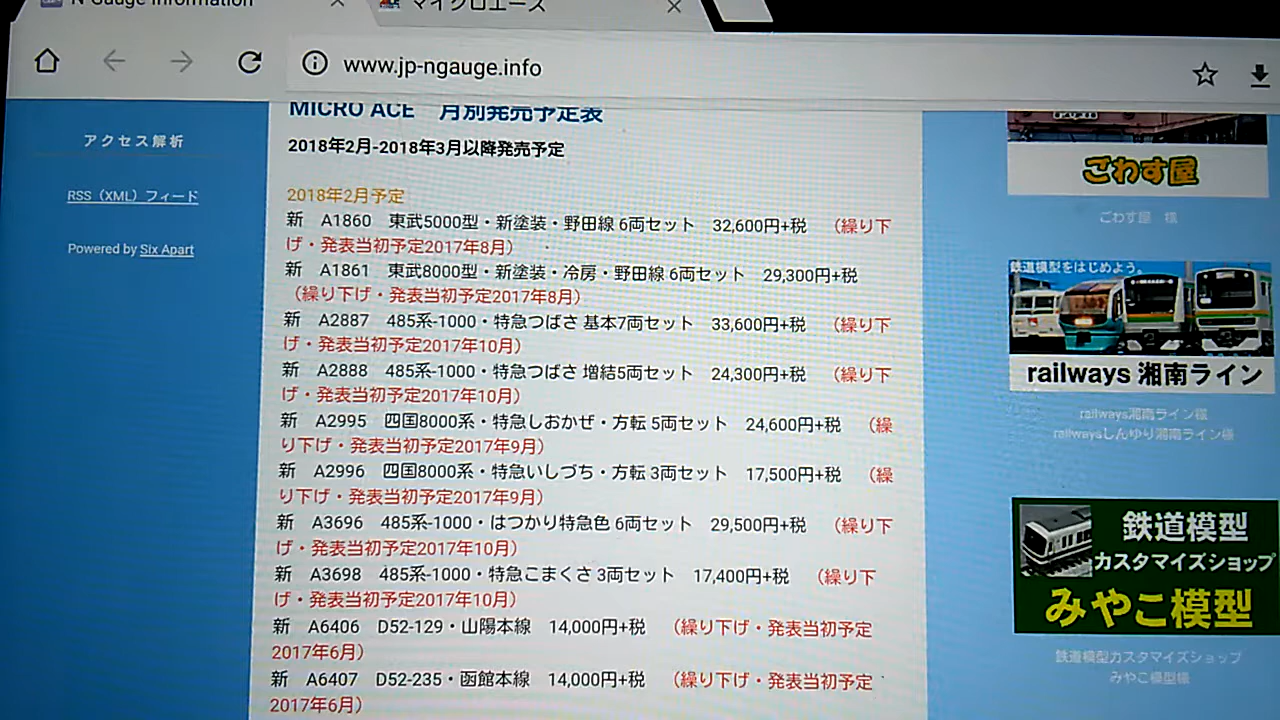 N-Gauge Information
マイクロエース
www.jp-ngauge.info
アクセス解析
RSS（XML）フィード
Powered by Six Apart
MICRO ACE　月別発売予定表
2018年2月-2018年3月以降発売予定
2018年2月予定
新　A1860　東武5000型・新塗装・野田線 6両セット　32,600円+税　（繰り下
げ・発表当初予定2017年8月）
新　A1861　東武8000型・新塗装・冷房・野田線 6両セット　29,300円+税
（繰り下げ・発表当初予定2017年8月）
新　A2887　485系-1000・特急つばさ 基本7両セット　33,600円+税　（繰り下
げ・発表当初予定2017年10月）
新　A2888　485系-1000・特急つばさ 増結5両セット　24,300円+税　（繰り下
げ・発表当初予定2017年10月）
新　A2995　四国8000系・特急しおかぜ・方転 5両セット　24,600円+税　（繰
り下げ・発表当初予定2017年9月）
新　A2996　四国8000系・特急いしづち・方転 3両セット　17,500円+税　（繰
り下げ・発表当初予定2017年9月）
新　A3696　485系-1000・はつかり特急色 6両セット　29,500円+税　（繰り下
げ・発表当初予定2017年10月）
新　A3698　485系-1000・特急こまくさ 3両セット　17,400円+税　（繰り下
げ・発表当初予定2017年10月）
新　A6406　D52-129・山陽本線　14,000円+税　（繰り下げ・発表当初予定
2017年6月）
新　A6407　D52-235・函館本線　14,000円+税　（繰り下げ・発表当初予定
2017年6月）
ごわす屋
ごわす屋　様
鉄道模型をはじめよう。
railways 湘南ライン
railways湘南ライン様
railwaysしんゆり湘南ライン様
鉄道模型
カスタマイズショップ
みやこ模型
鉄道模型カスタマイズショップ
みやこ模型様